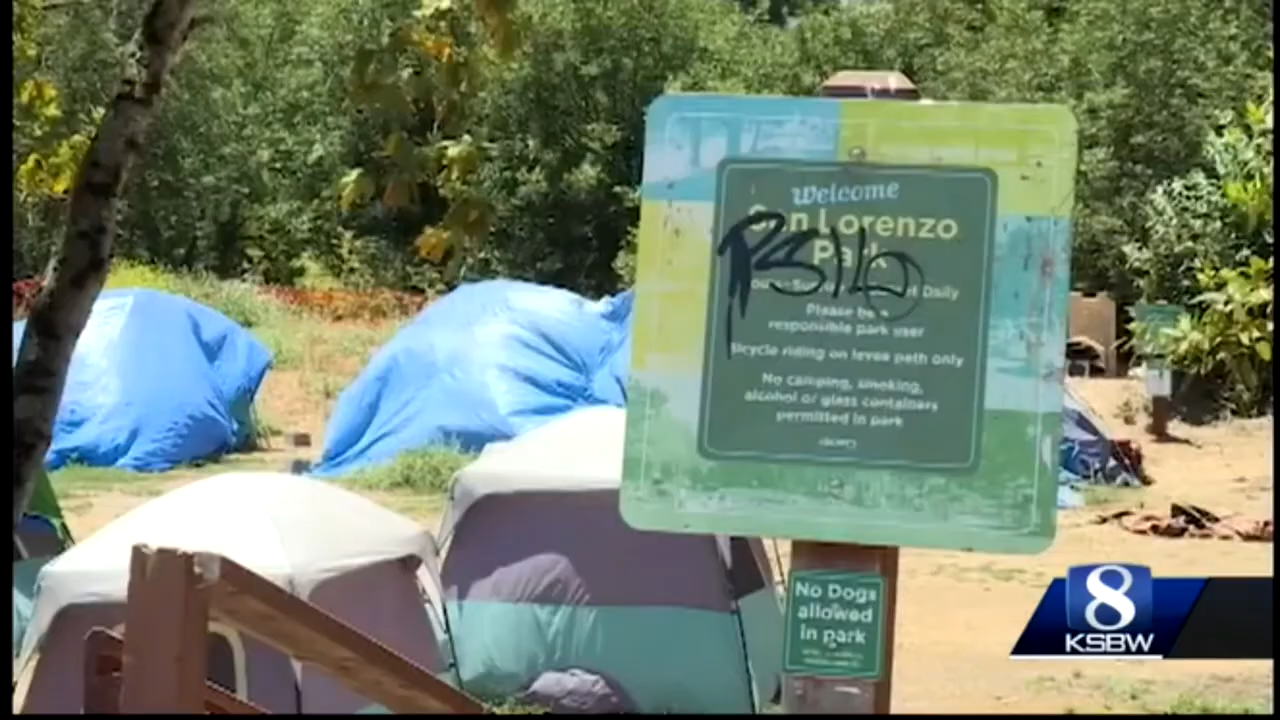 Welcome
San Lorenzo
Park
Daily
Please be a
responsible park user
Bicycle riding on levee path only
No camping, smoking,
alcohol or glass containers
permitted in park
No Dogs
allowed
in park
8
KSBW